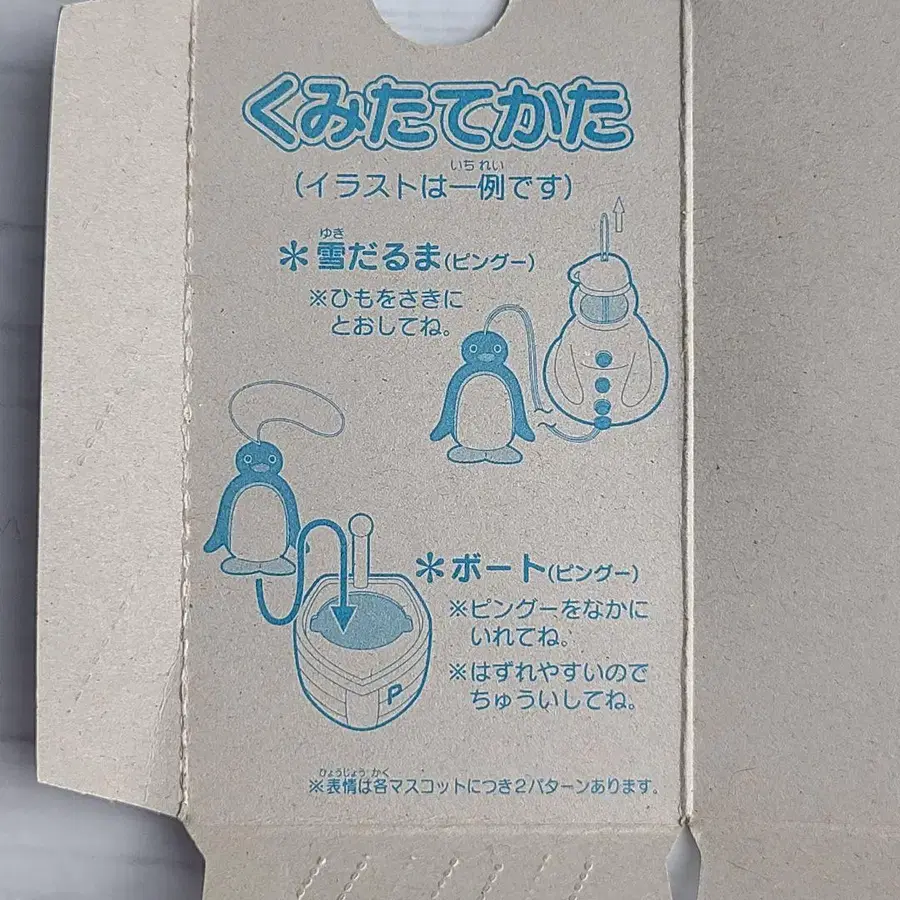 くみたてかた
いち れい
(イラストは一例です)
ゆき
＊雪だるま(ピングー)
※ひもをさきに
とおしてね。
＊ボート(ピングー)
※ピングーをなかに
いれてね。
※はずれやすいので
ちゅういしてね。
P
ひょうじょう かく
※表情は各マスコットにつき2パターンあります。